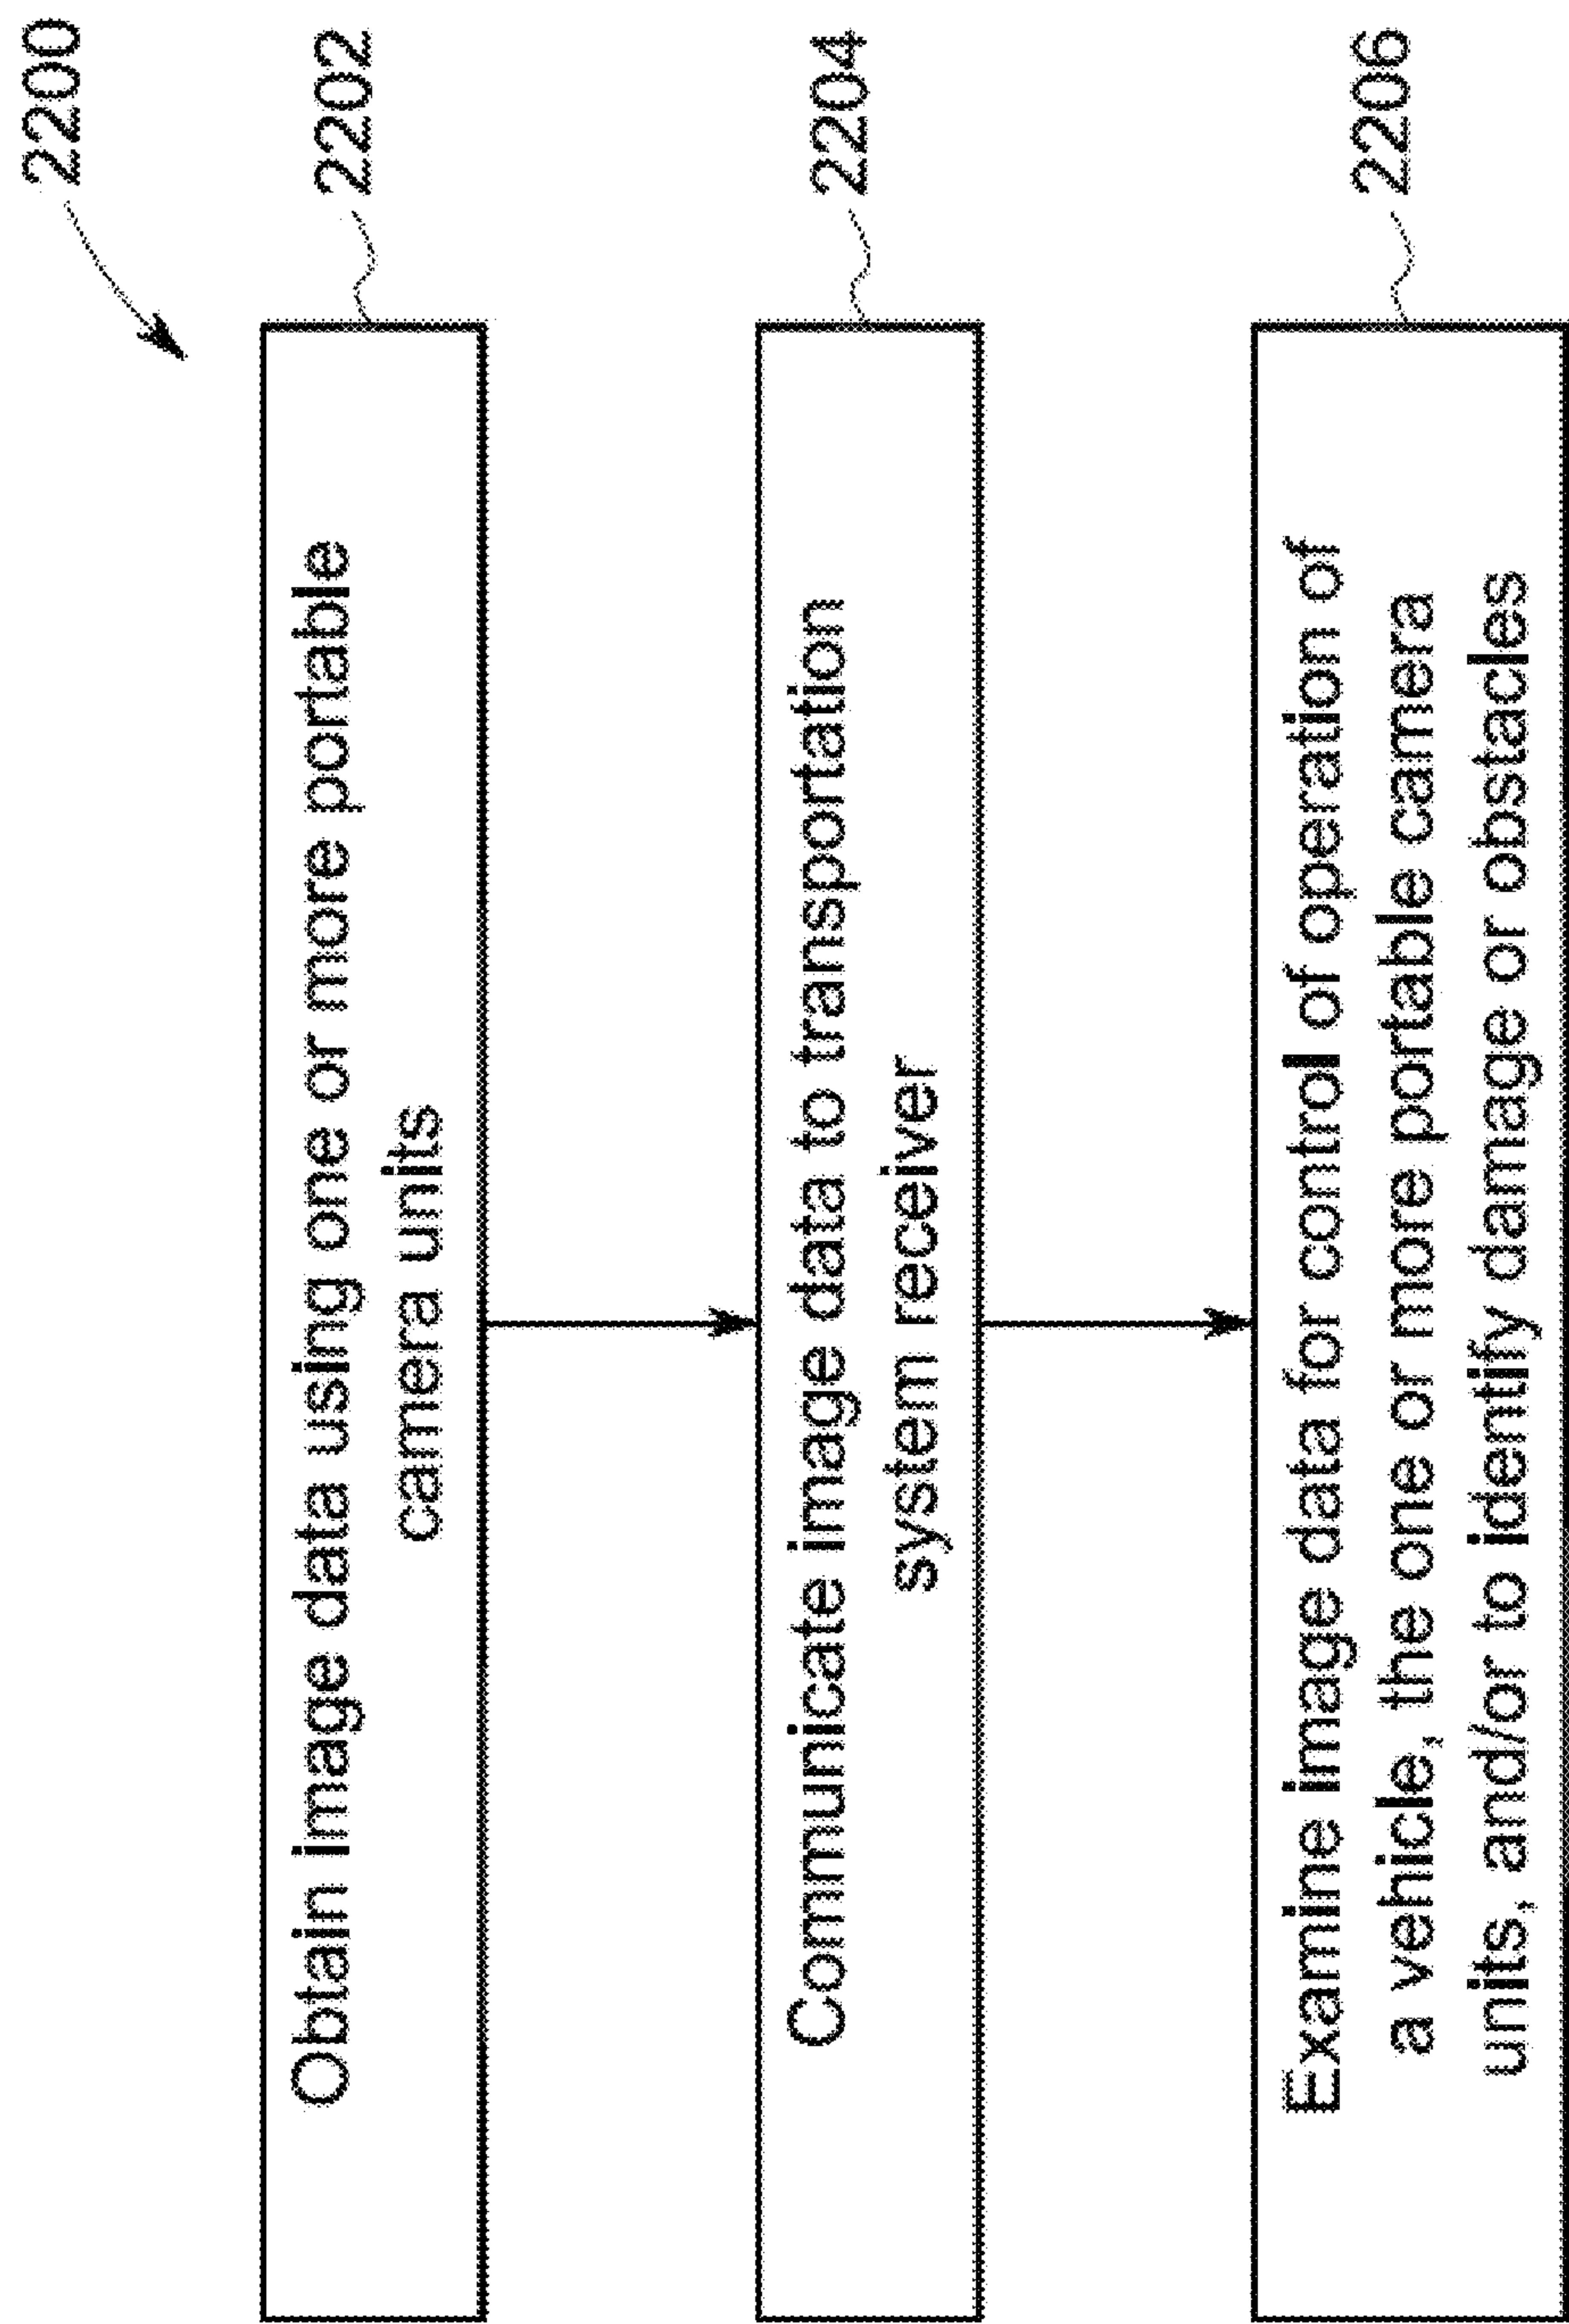 2200
Obtain image data using one or more portable
camera units
2202
Communicate image data to transportation
system receiver
2204
Examine image data for control of operation of
a vehicle, the one or more portable camera
units, and/or to identify damage or obstacles
2206